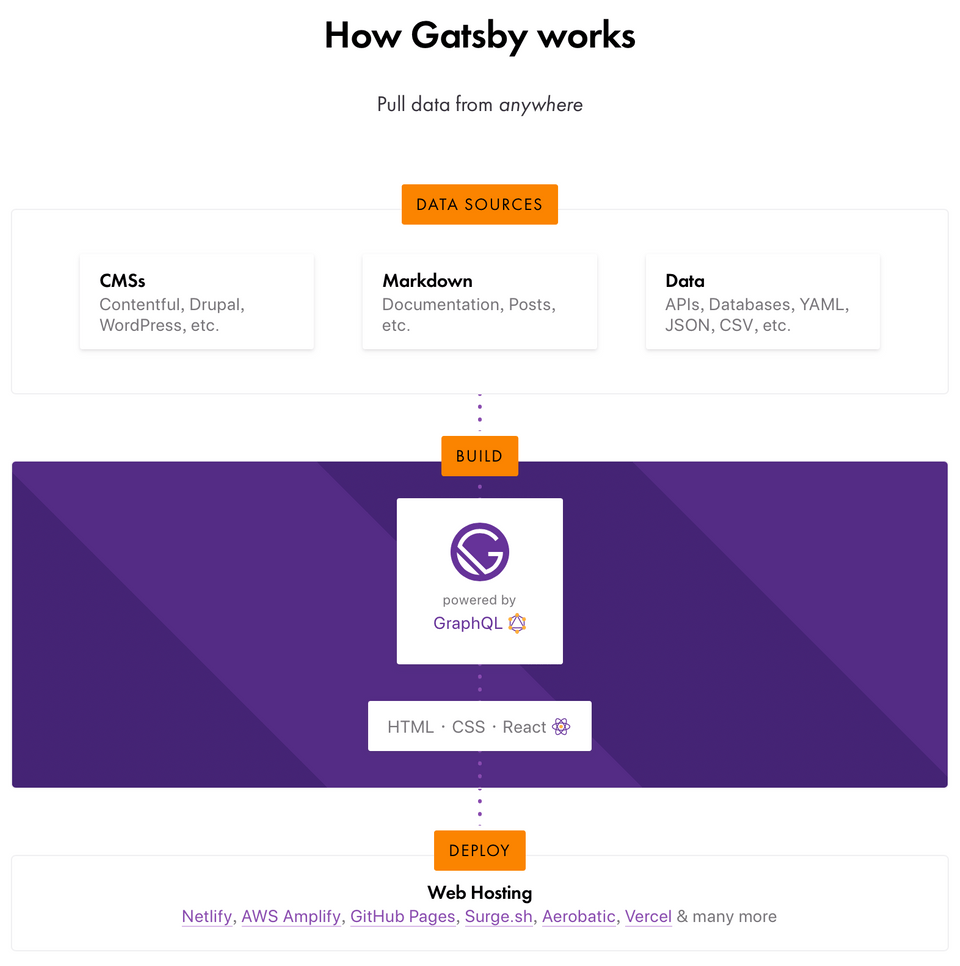 How Gatsby works
Pull data from anywhere
DATA SOURCES
CMSs
Contentful, Drupal,
WordPress, etc.
Markdown
Documentation, Posts,
etc.
Data
APIs, Databases, YAML,
JSON, CSV, etc.
BUILD
powered by
GraphQL
HTML · CSS · React
DEPLOY
Web Hosting
Netlify, AWS Amplify, GitHub Pages, Surge.sh, Aerobatic, Vercel & many more